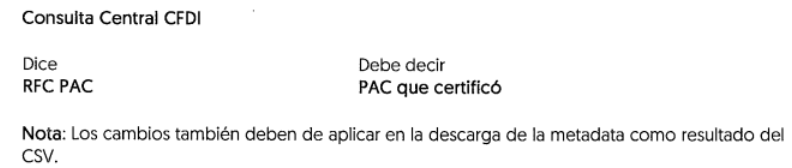 Consulta Central CFDI
Dice Debe decir
RFC PAC PAC que certificó
Nota: Los cambios también deben de aplicar en la descarga de la metadata como resultado del
CSV.